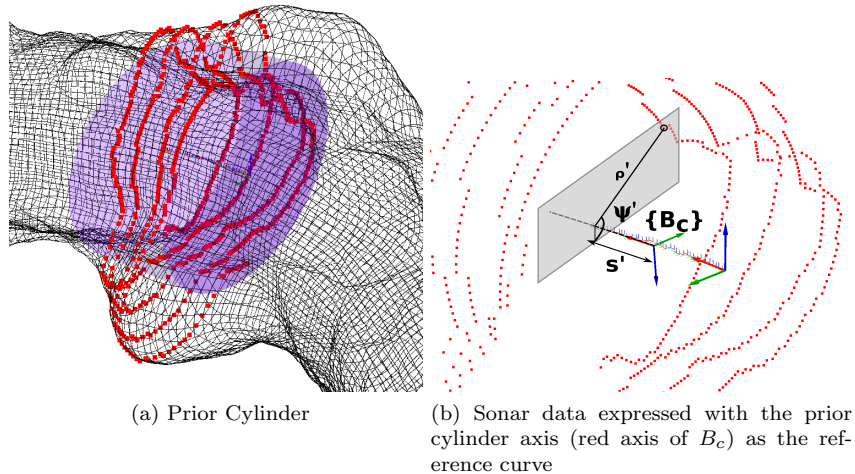 ρ'
Ψ'
{B_c}
s'
(a) Prior Cylinder
(b) Sonar data expressed with the prior
cylinder axis (red axis of B_c) as the ref-
erence curve